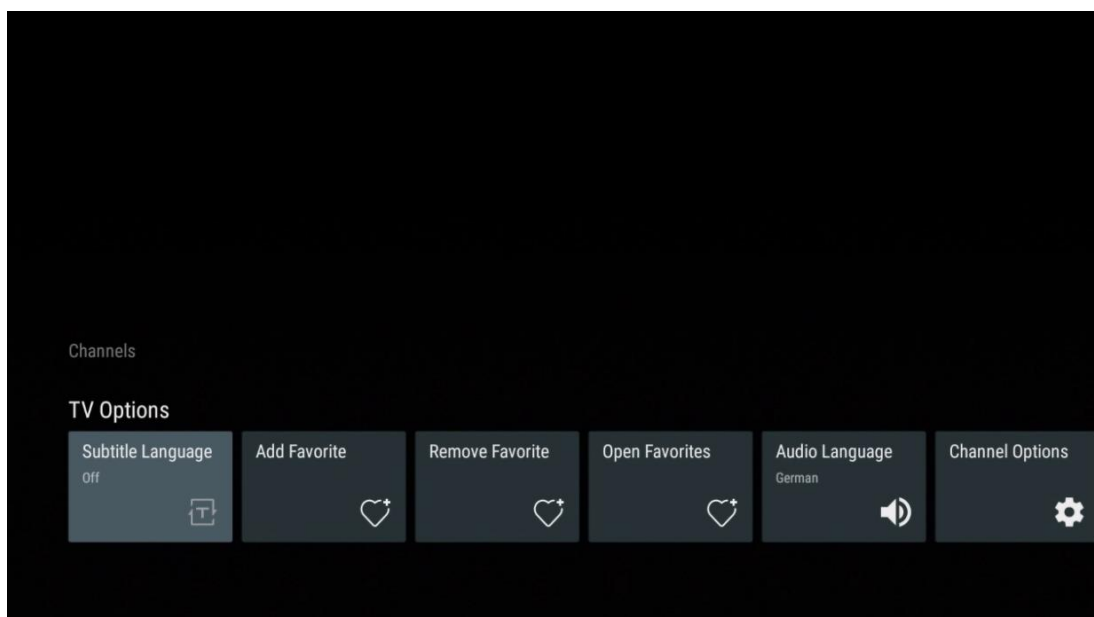 Channels
TV Options
Subtitle Language
Off
Add Favorite
Remove Favorite
Open Favorites
Audio Language
German
Channel Options